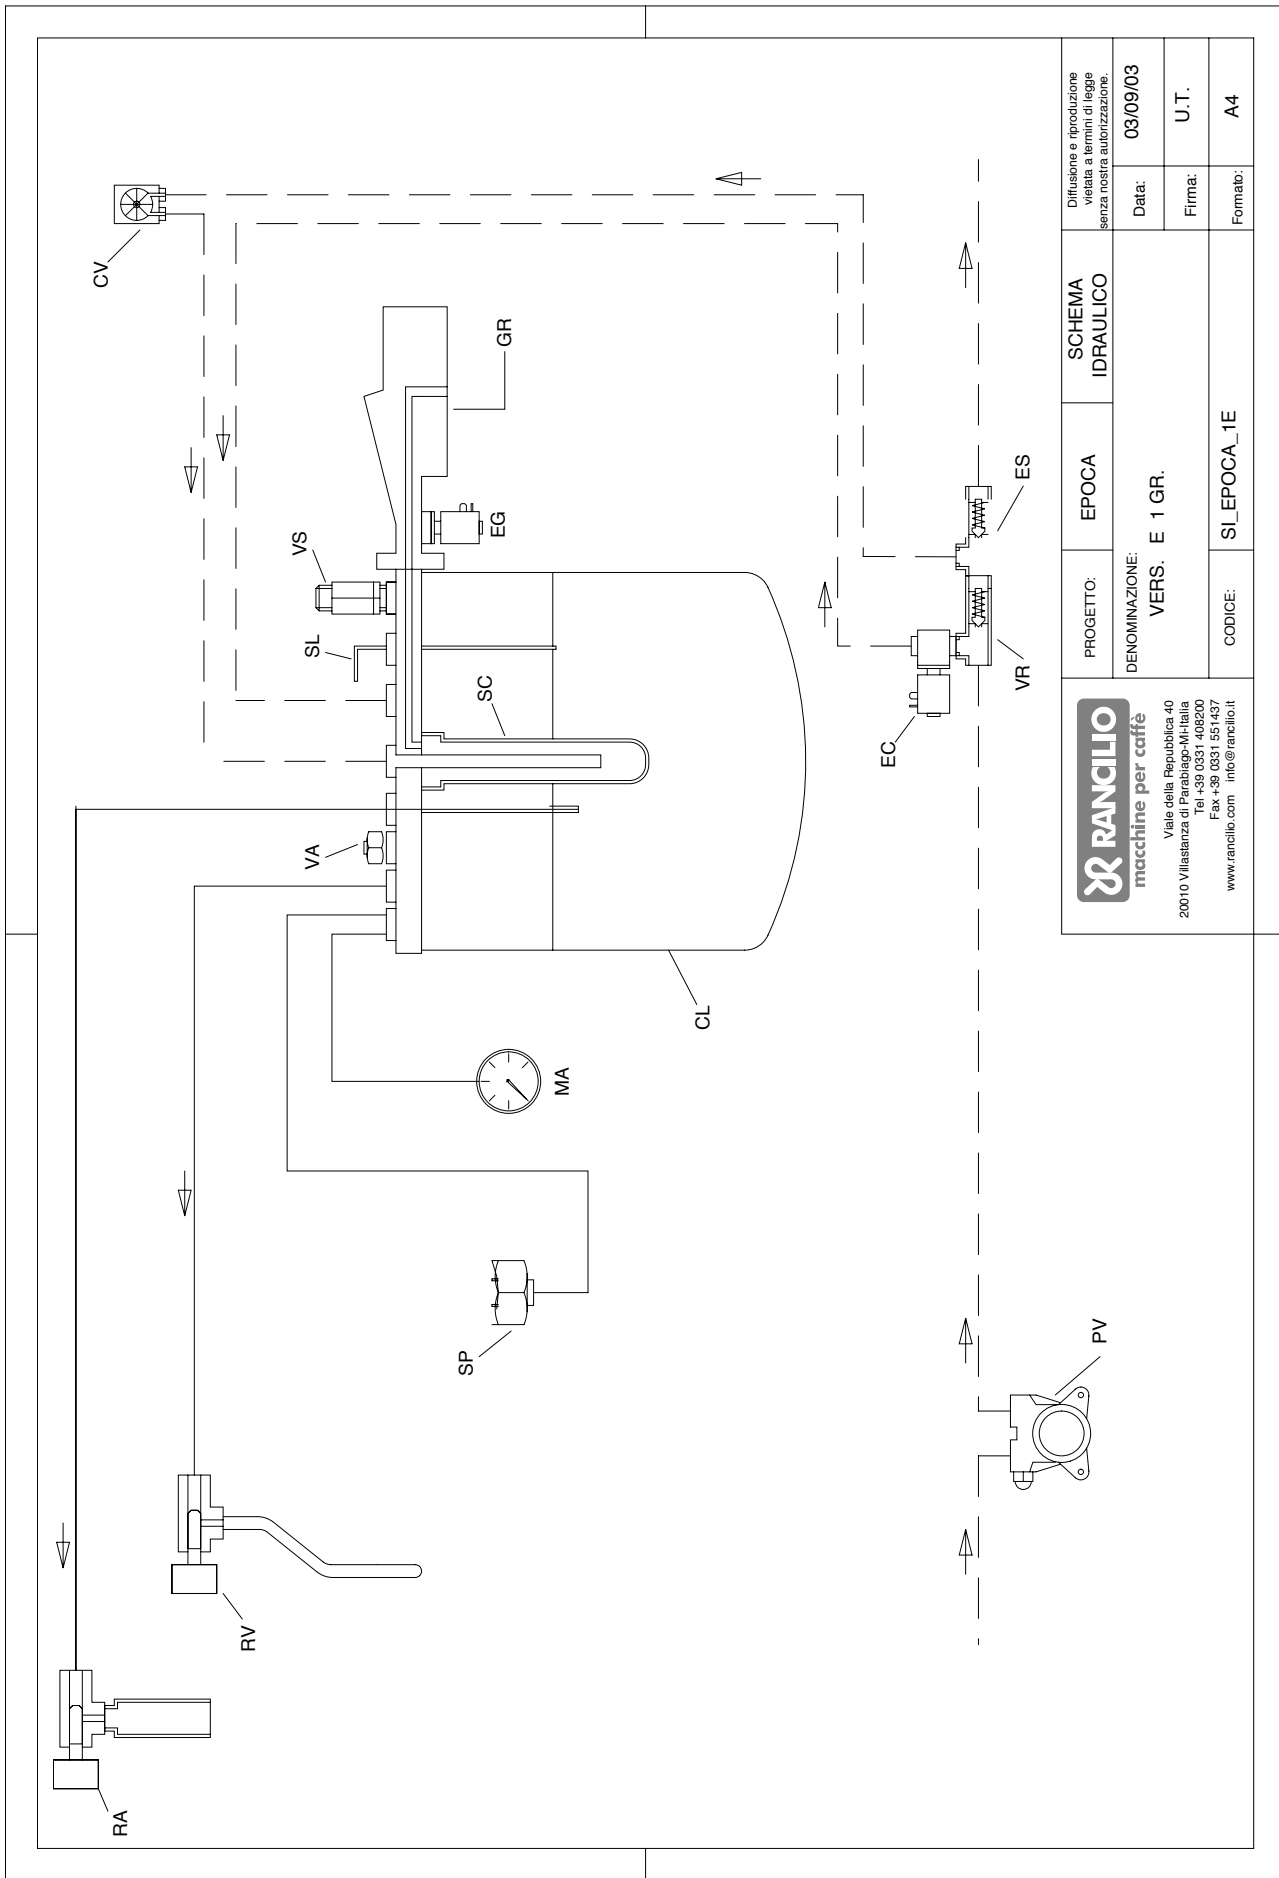 RA
RV
SP
MA
CL
VA
SC
SL
VS
EG
GR
CV
PV
EC
VR
ES
RANCILIO
macchine per caffè
Viale della Repubblica 40
20010 Villastanza di Parabiago-MI-Italia
Tel +39 0331 408200
Fax +39 0331 551437
www.rancilio.com info@rancilio.it
PROGETTO:
EPOCA
SCHEMA
IDRAULICO
Diffusione e riproduzione
vietata a termini di legge
senza nostra autorizzazione.
DENOMINAZIONE:
VERS. E 1 GR.
Data:
03/09/03
Firma:
U.T.
CODICE:
SI_EPOCA_1E
Formato:
A4